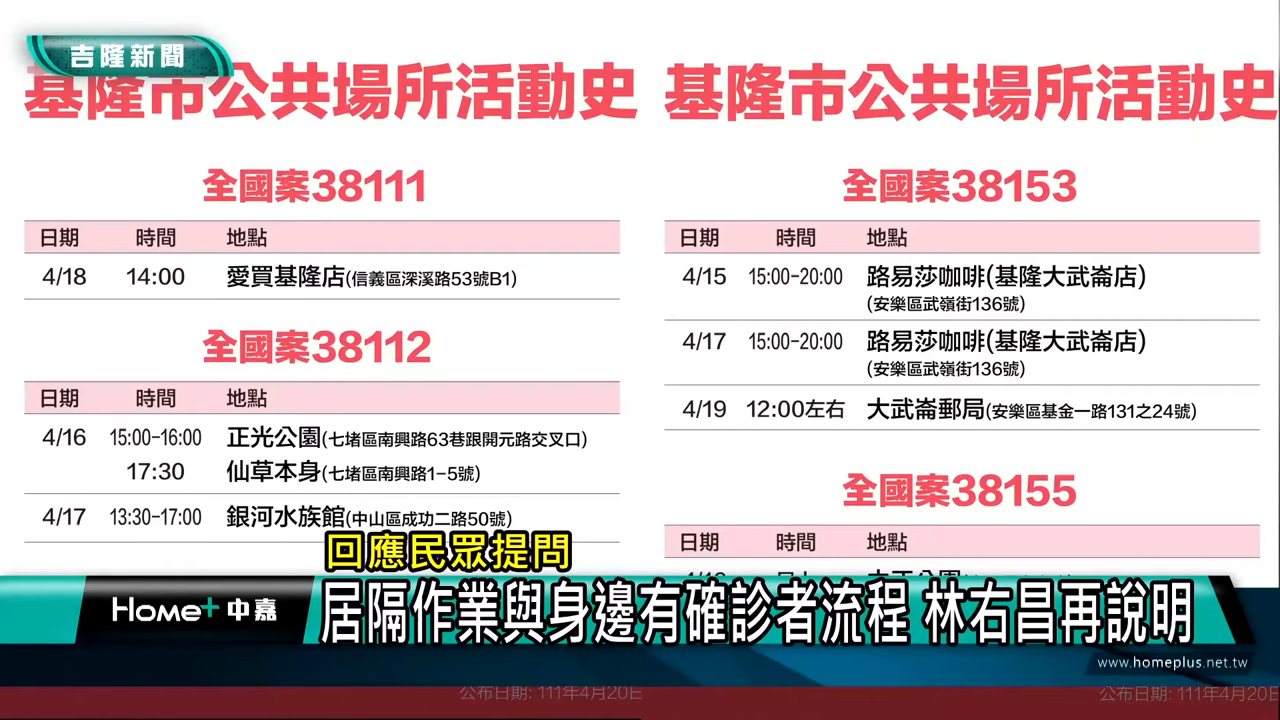 吉隆新聞
基隆市公共場所活動史
全國案38111
日期 時間 地點
4/18 14:00 愛買基隆店(信義區深溪路53號B1)
全國案38112
日期 時間 地點
4/16 15:00-16:00 正光公園(七堵區南興路63巷跟開元路交叉口)
17:30 仙草本身(七堵區南興路1-5號)
4/17 13:30-17:00 銀河水族館(中山區成功二路50號)
基隆市公共場所活動史
全國案38153
日期 時間 地點
4/15 15:00-20:00 路易莎咖啡(基隆大武崙店)
(安樂區武嶺街136號)
4/17 15:00-20:00 路易莎咖啡(基隆大武崙店)
(安樂區武嶺街136號)
4/19 12:00左右 大武崙郵局(安樂區基金一路131之24號)
全國案38155
日期 時間 地點
回應民眾提問
Home+中嘉
居隔作業與身邊有確診者流程 林右昌再說明
www.homeplus.net.tw
公布日期: 111年4月20日
公布日期: 111年4月20日